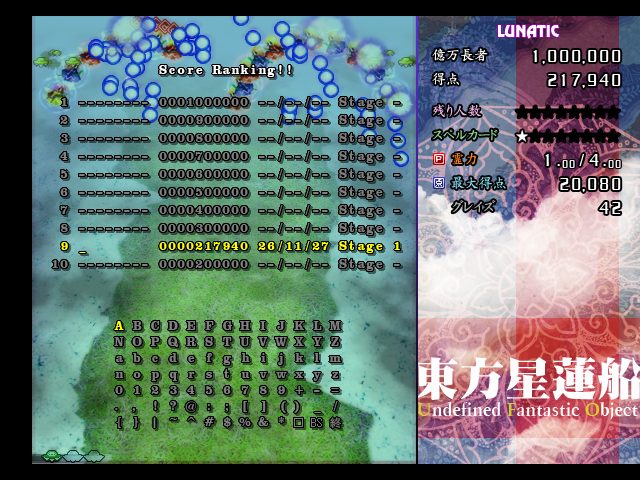 Score Ranking!!
1 -------- 0001000000 --/--/-- Stage -
2 -------- 0000900000 --/--/-- Stage -
3 -------- 0000800000 --/--/-- Stage -
4 -------- 0000700000 --/--/-- Stage -
5 -------- 0000600000 --/--/-- Stage -
6 -------- 0000500000 --/--/-- Stage -
7 -------- 0000400000 --/--/-- Stage -
8 -------- 0000300000 --/--/-- Stage -
9 _ 0000217940 26/11/27 Stage 1
10 -------- 0000200000 --/--/-- Stage -
A B C D E F G H I J K L M
N O P Q R S T U V W X Y Z
a b c d e f g h i j k l m
n o p q r s t u v w x y z
0 1 2 3 4 5 6 7 8 9 + - =
. , ! ? @ : ; [ ] ( ) _ /
{ } | ~ ^ # $ % & * □ BS 終
LUNATIC
億万長者 1,000,000
得点 217,940
残り人数
スペルカード
P 霊力 1.00/4.00
点 最大得点 20,080
グレイズ 42
東方星蓮船
Undefined Fantastic Object